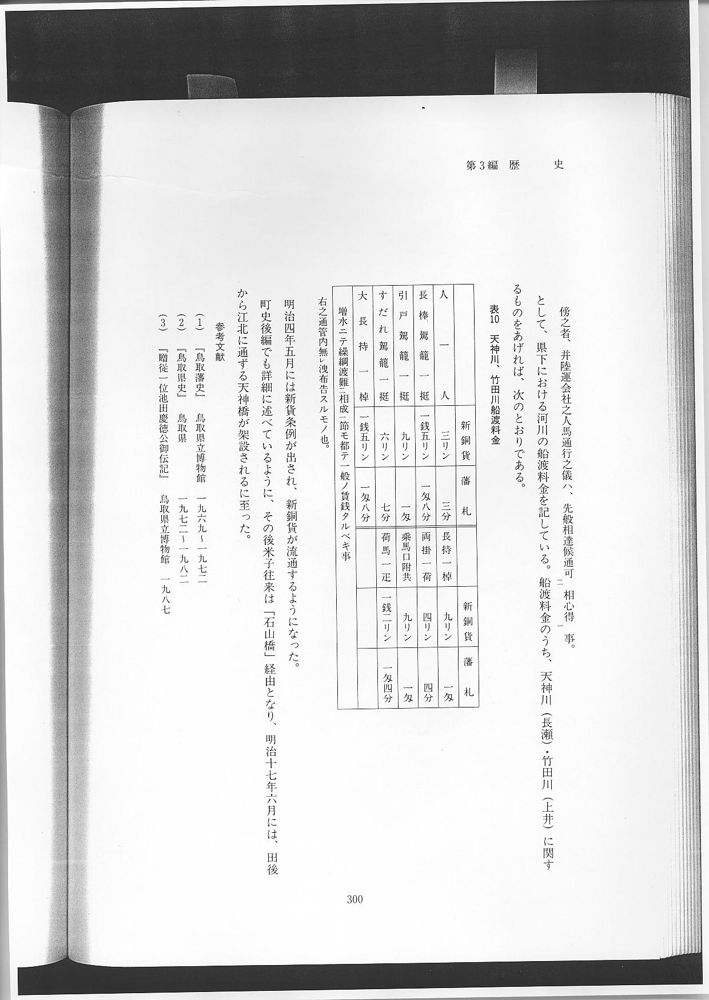 第3編 歴 史
傍之者、并陸運会社之人馬通行之儀ハ、先般相達候通可二相心得一事。
として、県下における河川の船渡料金を記している。船渡料金のうち、天神川（長瀬）・竹田川（上井）に関す
るものをあげれば、次のとおりである。
表10 天神川、竹田川船渡料金
新銅貨 藩札 新銅貨 藩札
人一人 三リン 三分 長持一棹 九リン 一匁
長棒駕籠一挺 一銭五リン 一匁八分 両掛一荷 四リン 四分
引戸駕籠一挺 九リン 一匁 乗馬口附共 九リン 一匁
すだれ駕籠一挺 六リン 七分 荷馬一疋 一銭二リン 一匁四分
大長持一棹 一銭五リン 一匁八分
増水ニテ繰綱渡難ニ相成一節モ都テ一般ノ賃銭タルベキ事
右之通管内無レ洩布告スルモノ也。
明治四年五月には新貨条例が出され、新銅貨が流通するようになった。
町史後編でも詳細に述べているように、その後米子往来は「石山橋」経由となり、明治十七年六月には、田後
から江北に通ずる天神橋が架設されるに至った。
参考文献
(1) 『鳥取藩史』 鳥取県立博物館 一九六九～一九七二
(2) 『鳥取県史』 鳥取県 一九七二～一九八二
(3) 『贈従一位池田慶徳公御伝記』 鳥取県立博物館 一九八七
300